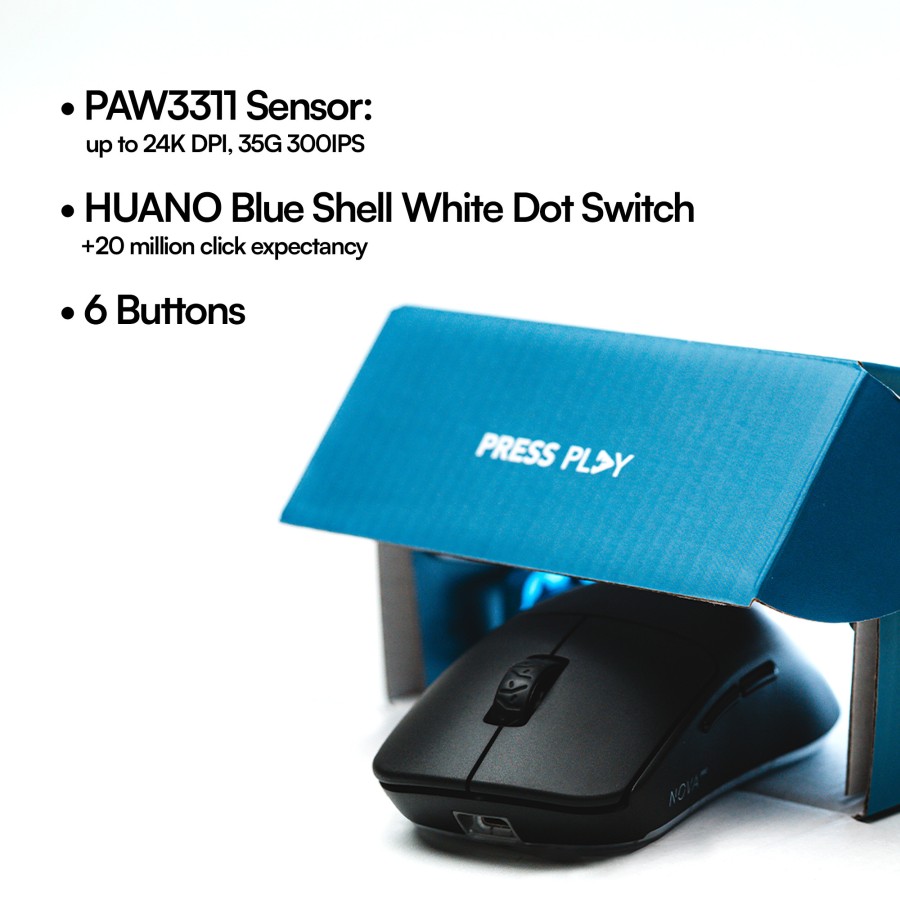 • PAW3311 Sensor:
up to 24K DPI, 35G 300IPS
• HUANO Blue Shell White Dot Switch
+20 million click expectancy
• 6 Buttons
PRESS PLAY
NOVA